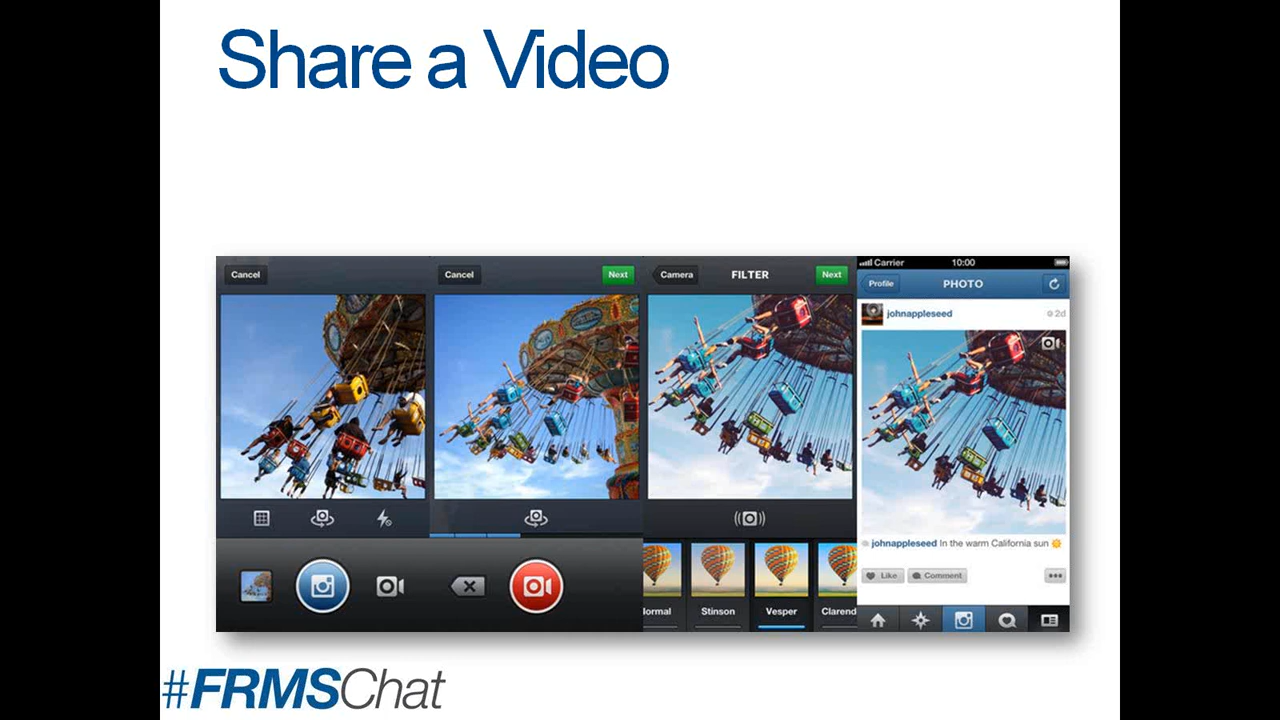 Share a Video
Cancel
Cancel
Next
Camera
FILTER
Next
Carrier
10:00
Profile
PHOTO
johnappleseed
2d
johnappleseed In the warm California sun
Like
Comment
ormal
Stinson
Vesper
Clarend
#FRMSChat